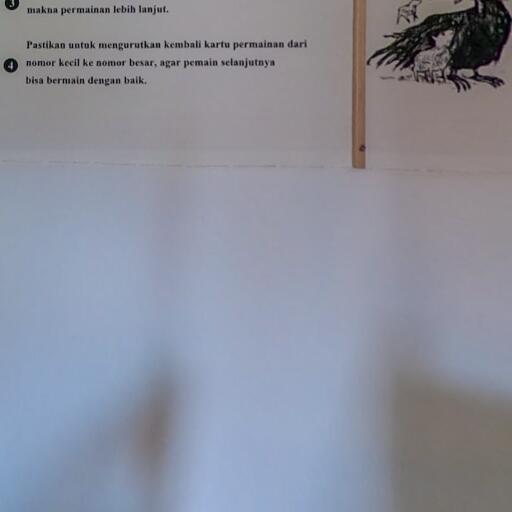 3 makna permainan lebih lanjut.
Pastikan untuk mengurutkan kembali kartu permainan dari
4 nomor kecil ke nomor besar, agar pemain selanjutnya
bisa bermain dengan baik.